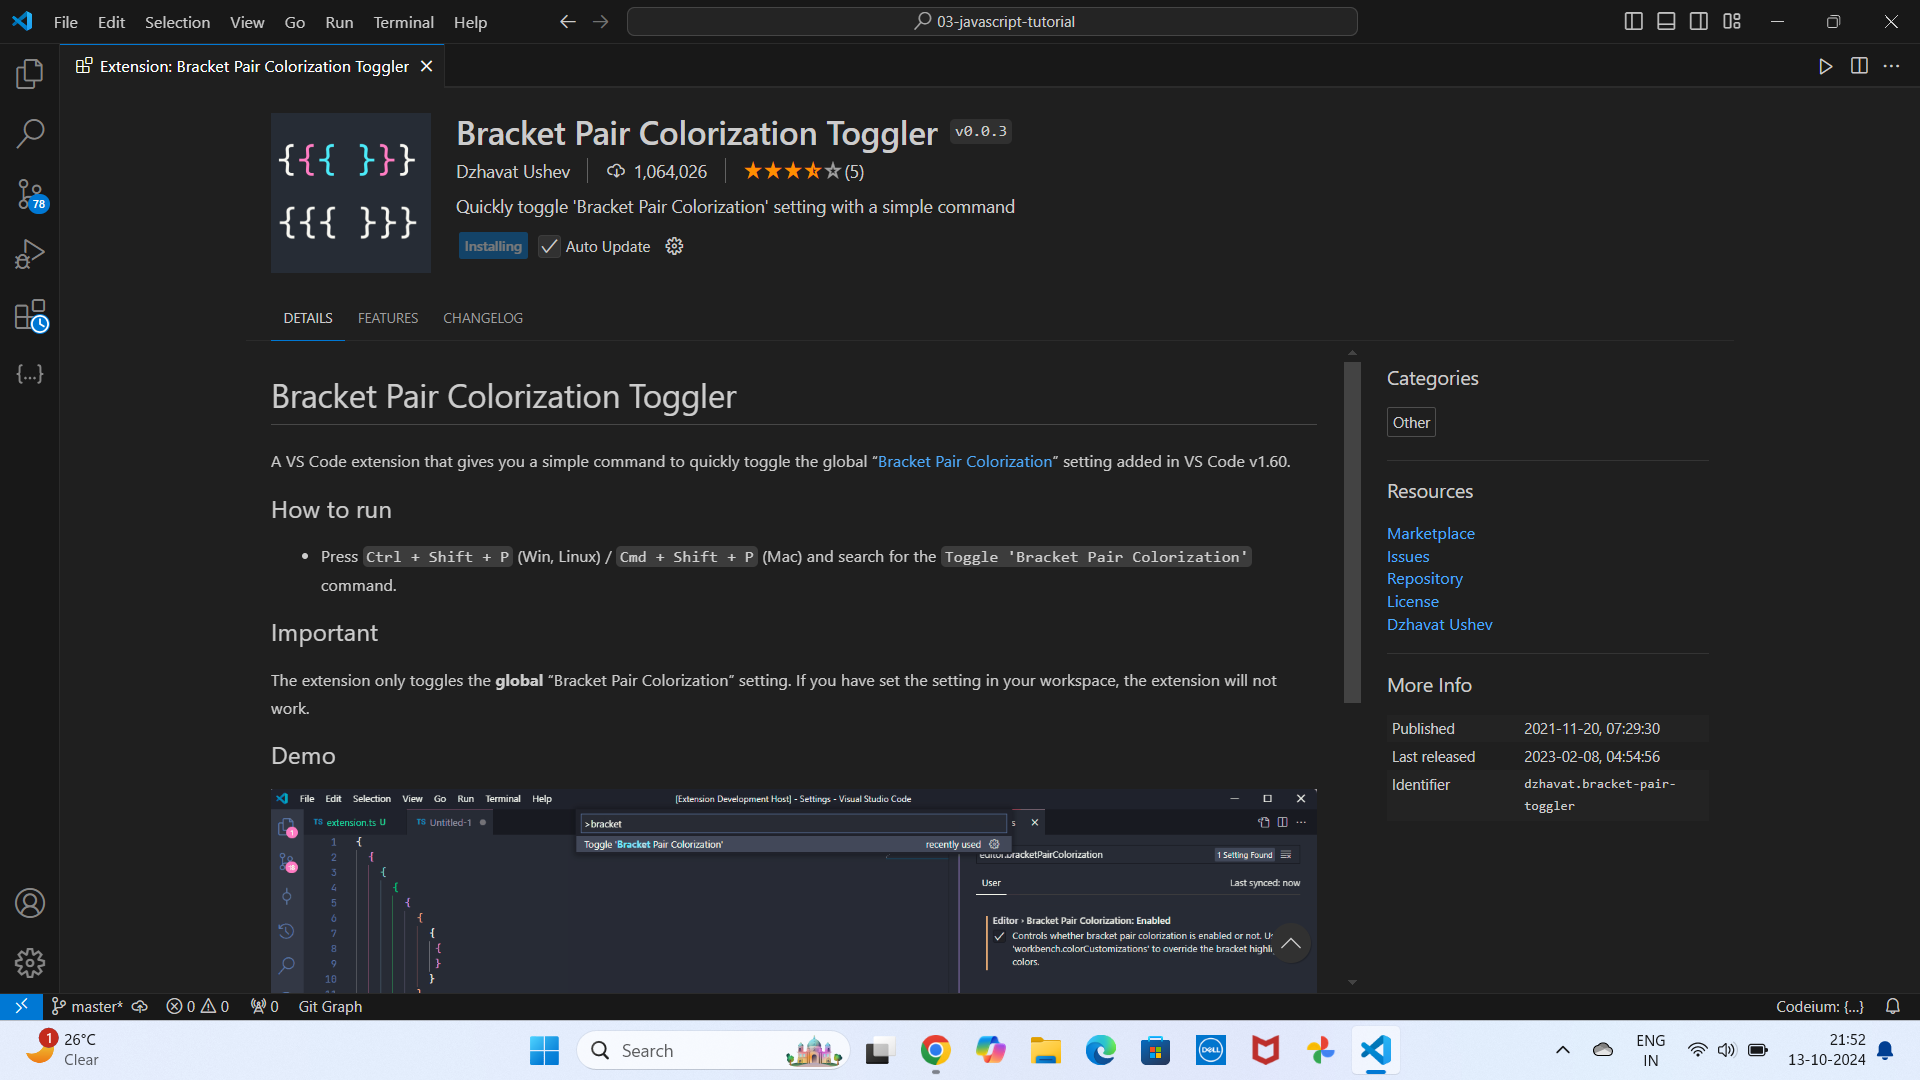 File Edit Selection View Go Run Terminal Help
03-javascript-tutorial
Extension: Bracket Pair Colorization Toggler
{{{ }}}
{{{ }}}
Bracket Pair Colorization Toggler v0.0.3
Dzhavat Ushev 1,064,026 (5)
Quickly toggle 'Bracket Pair Colorization' setting with a simple command
Installing Auto Update
78
{...}
DETAILS FEATURES CHANGELOG
Bracket Pair Colorization Toggler
A VS Code extension that gives you a simple command to quickly toggle the global “Bracket Pair Colorization” setting added in VS Code v1.60.
How to run
• Press Ctrl + Shift + P (Win, Linux) / Cmd + Shift + P (Mac) and search for the Toggle 'Bracket Pair Colorization'
command.
Important
The extension only toggles the global “Bracket Pair Colorization” setting. If you have set the setting in your workspace, the extension will not
work.
Demo
File Edit Selection View Go Run Terminal Help [Extension Development Host] - Settings - Visual Studio Code
TS extension.ts U TS Untitled-1
>bracket
Toggle 'Bracket Pair Colorization' recently used
editor.bracketPairColorization 1 Setting Found
User Last synced: now
Editor › Bracket Pair Colorization: Enabled
Controls whether bracket pair colorization is enabled or not. Us
'workbench.colorCustomizations' to override the bracket highli
colors.
1 {
2 {
3 {
4 {
5 {
6 {
7 {
8 {
9 }
10 }
Categories
Other
Resources
Marketplace
Issues
Repository
License
Dzhavat Ushev
More Info
Published 2021-11-20, 07:29:30
Last released 2023-02-08, 04:54:56
Identifier dzhavat.bracket-pair-
toggler
master* 0 0 0 Git Graph Codeium: {...}
1 26°C
Clear
Search
DELL
ENG
IN
21:52
13-10-2024